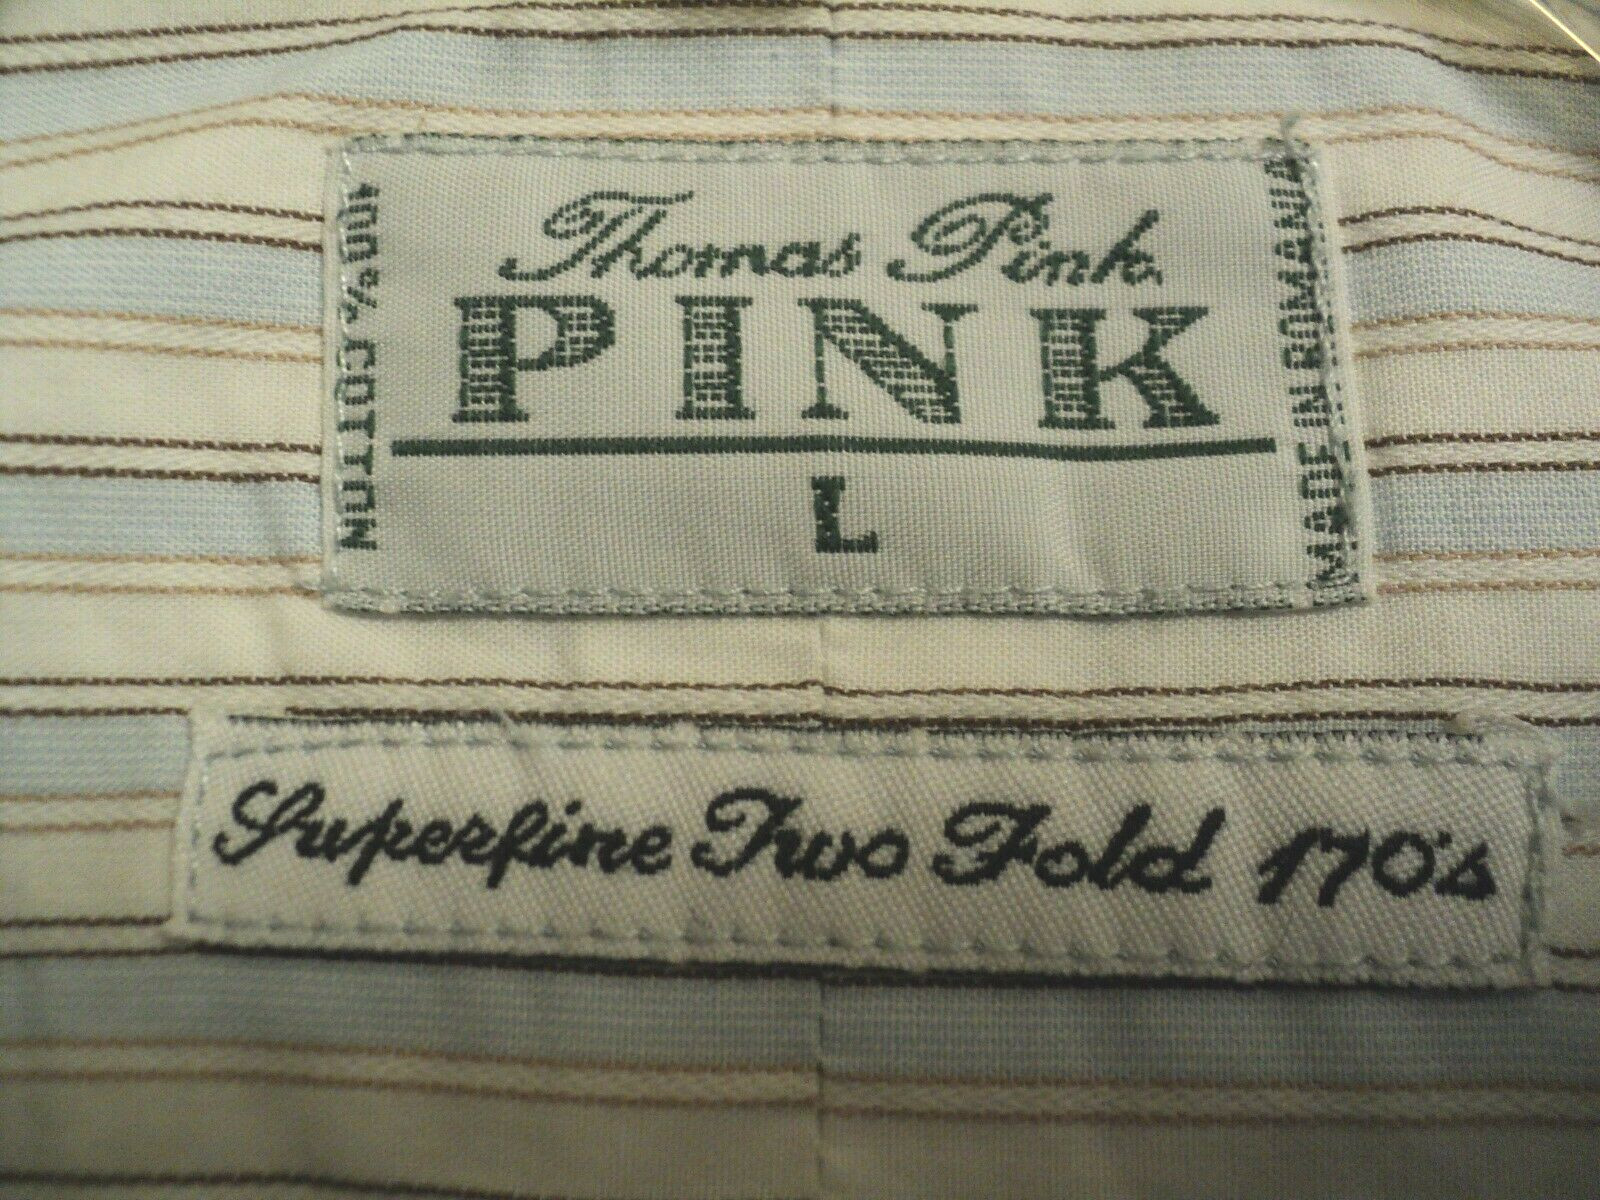 Thomas Pink
PINK
L
100% COTTON
MADE IN ROMANIA
Superfine Two Fold 170's